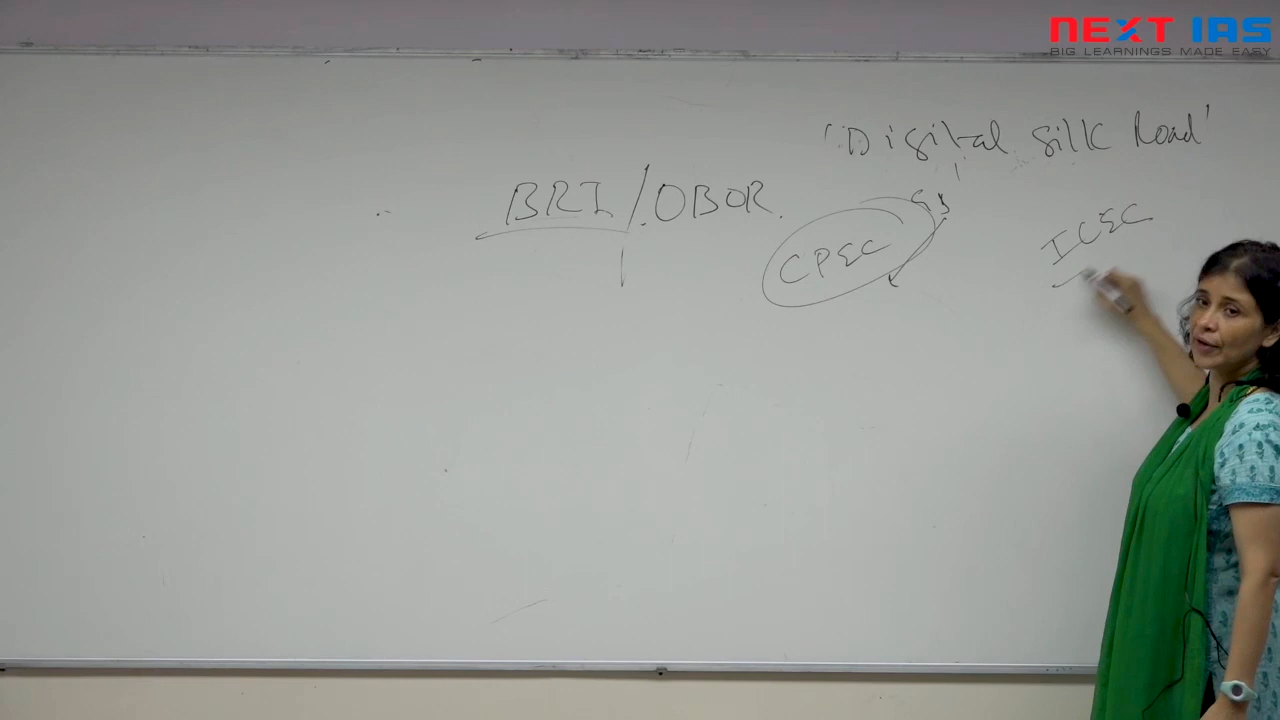 NEXT IAS
BIG LEARNINGS MADE EASY
'Digital Silk Road'
BRI/OBOR
CPEC
ICEC